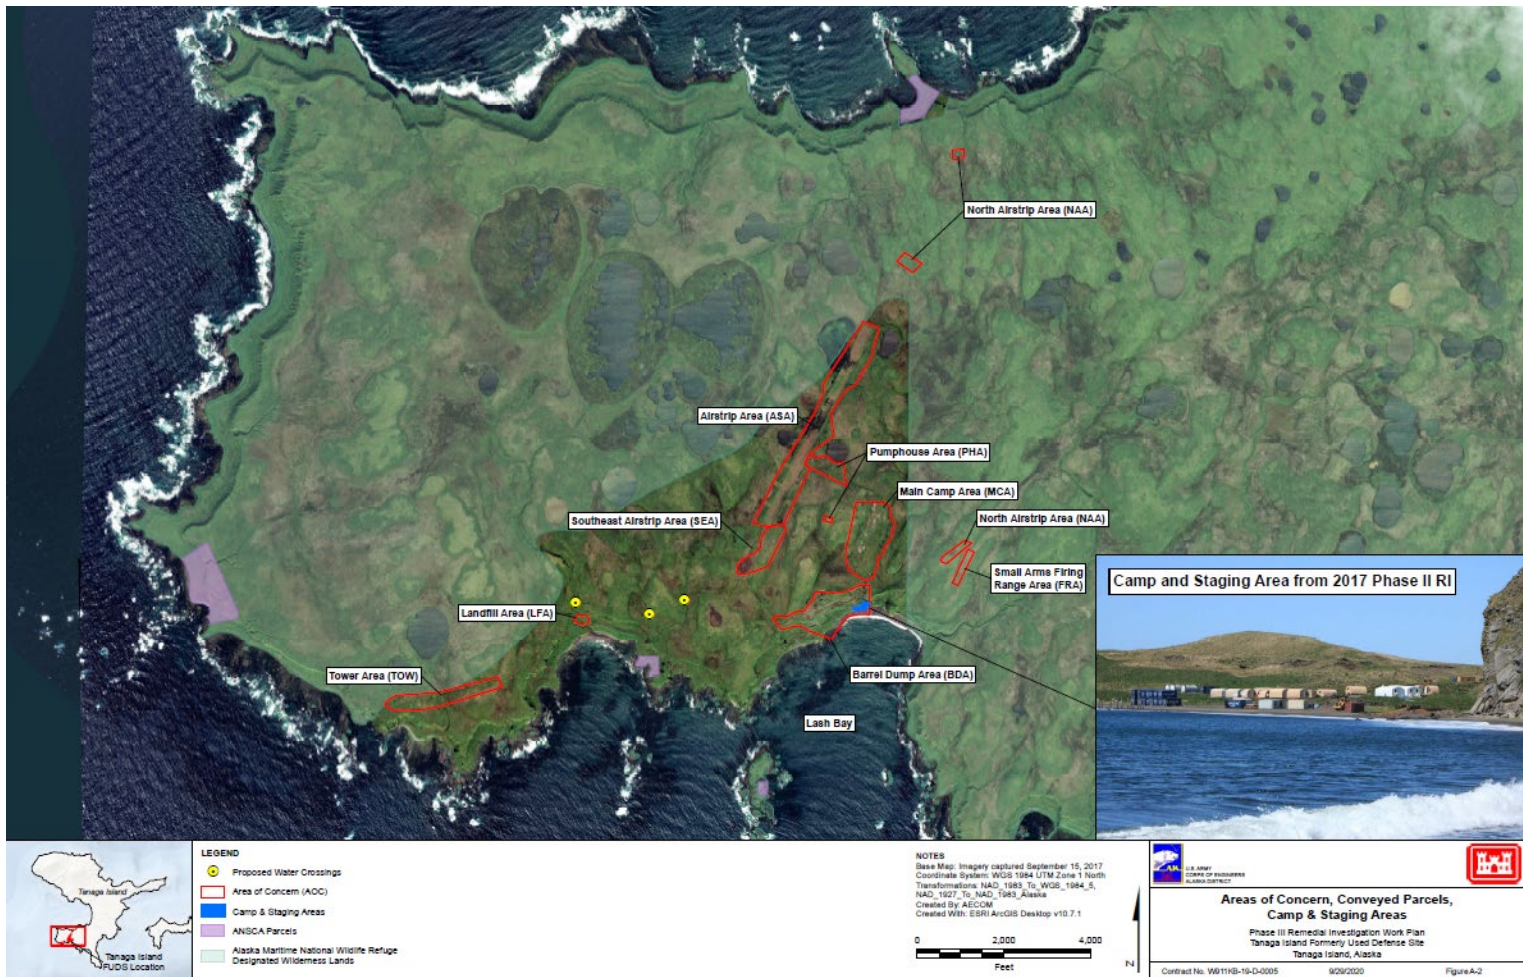 North Airstrip Area (NAA)
Airstrip Area (ASA)
Pumphouse Area (PHA)
Main Camp Area (MCA)
Southeast Airstrip Area (SEA)
North Airstrip Area (NAA)
Small Arms Firing
Range Area (FRA)
Camp and Staging Area from 2017 Phase II RI
Landfill Area (LFA)
Tower Area (TOW)
Barrel Dump Area (BDA)
Lash Bay
Tanaga Island
Tanaga Island
FUDS Location
LEGEND
Proposed Water Crossings
Area of Concern (AOC)
Camp & Staging Areas
ANSCA Parcels
Alaska Maritime National Wildlife Refuge
Designated Wilderness Lands
NOTES
Base Map: Imagery captured September 15, 2017
Coordinate System: WGS 1984 UTM Zone 1 North
Transformations: NAD_1983_To_WGS_1984_5,
NAD_1927_To_NAD_1983_Alaska
Created By: AECOM
Created With: ESRI ArcGIS Desktop v10.7.1
0 2,000 4,000
Feet
N
U.S. ARMY
CORPS OF ENGINEERS
ALASKA DISTRICT
Areas of Concern, Conveyed Parcels,
Camp & Staging Areas
Phase III Remedial Investigation Work Plan
Tanaga Island Formerly Used Defense Site
Tanaga Island, Alaska
Contract No. W911KB-19-D-0005 9/29/2020 Figure A-2